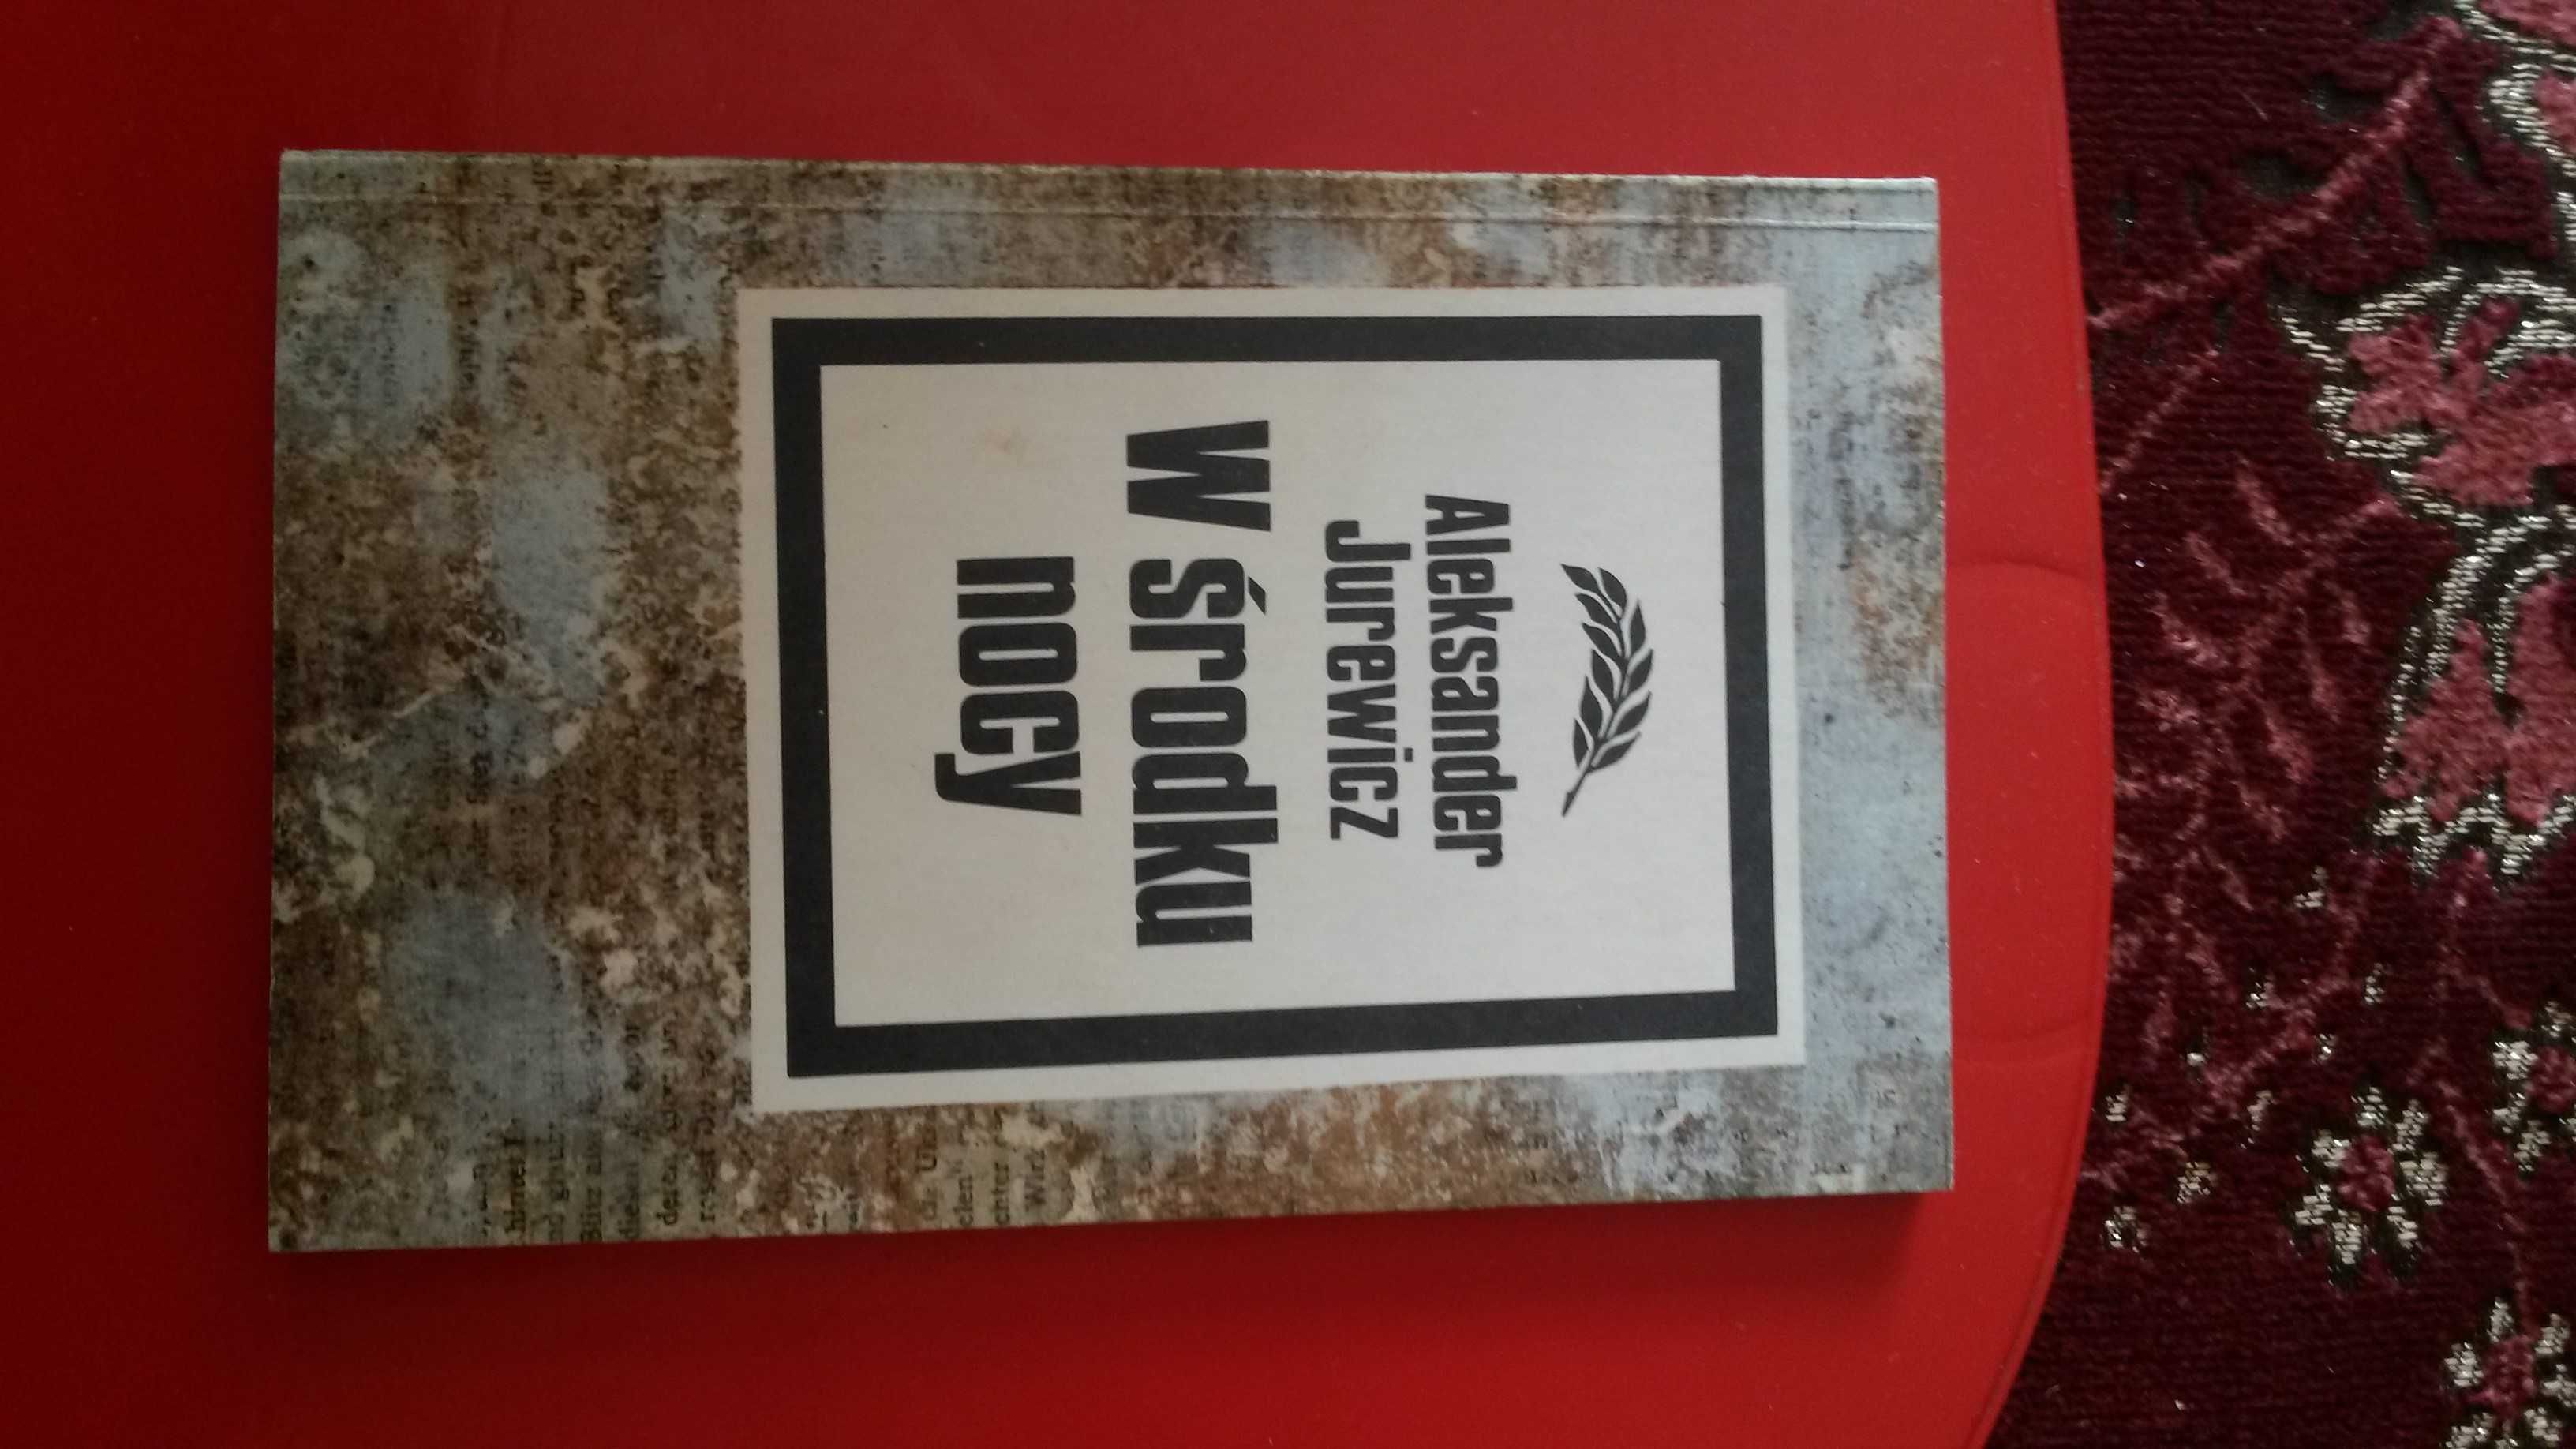 Aleksander
Jurewicz
W środku
nocy